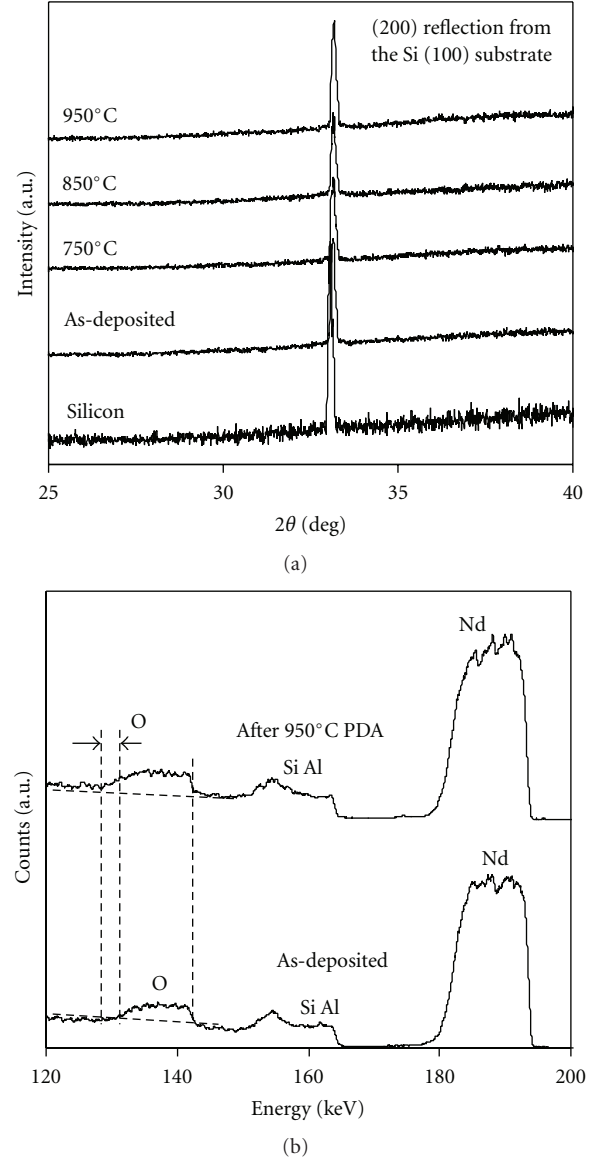 (200) reflection from
the Si (100) substrate
950°C
850°C
750°C
As-deposited
Silicon
Intensity (a.u.)
25
30
35
40
2θ (deg)
(a)
Nd
O
After 950°C PDA
Si Al
Nd
As-deposited
O
Si Al
Counts (a.u.)
120
140
160
180
200
Energy (keV)
(b)